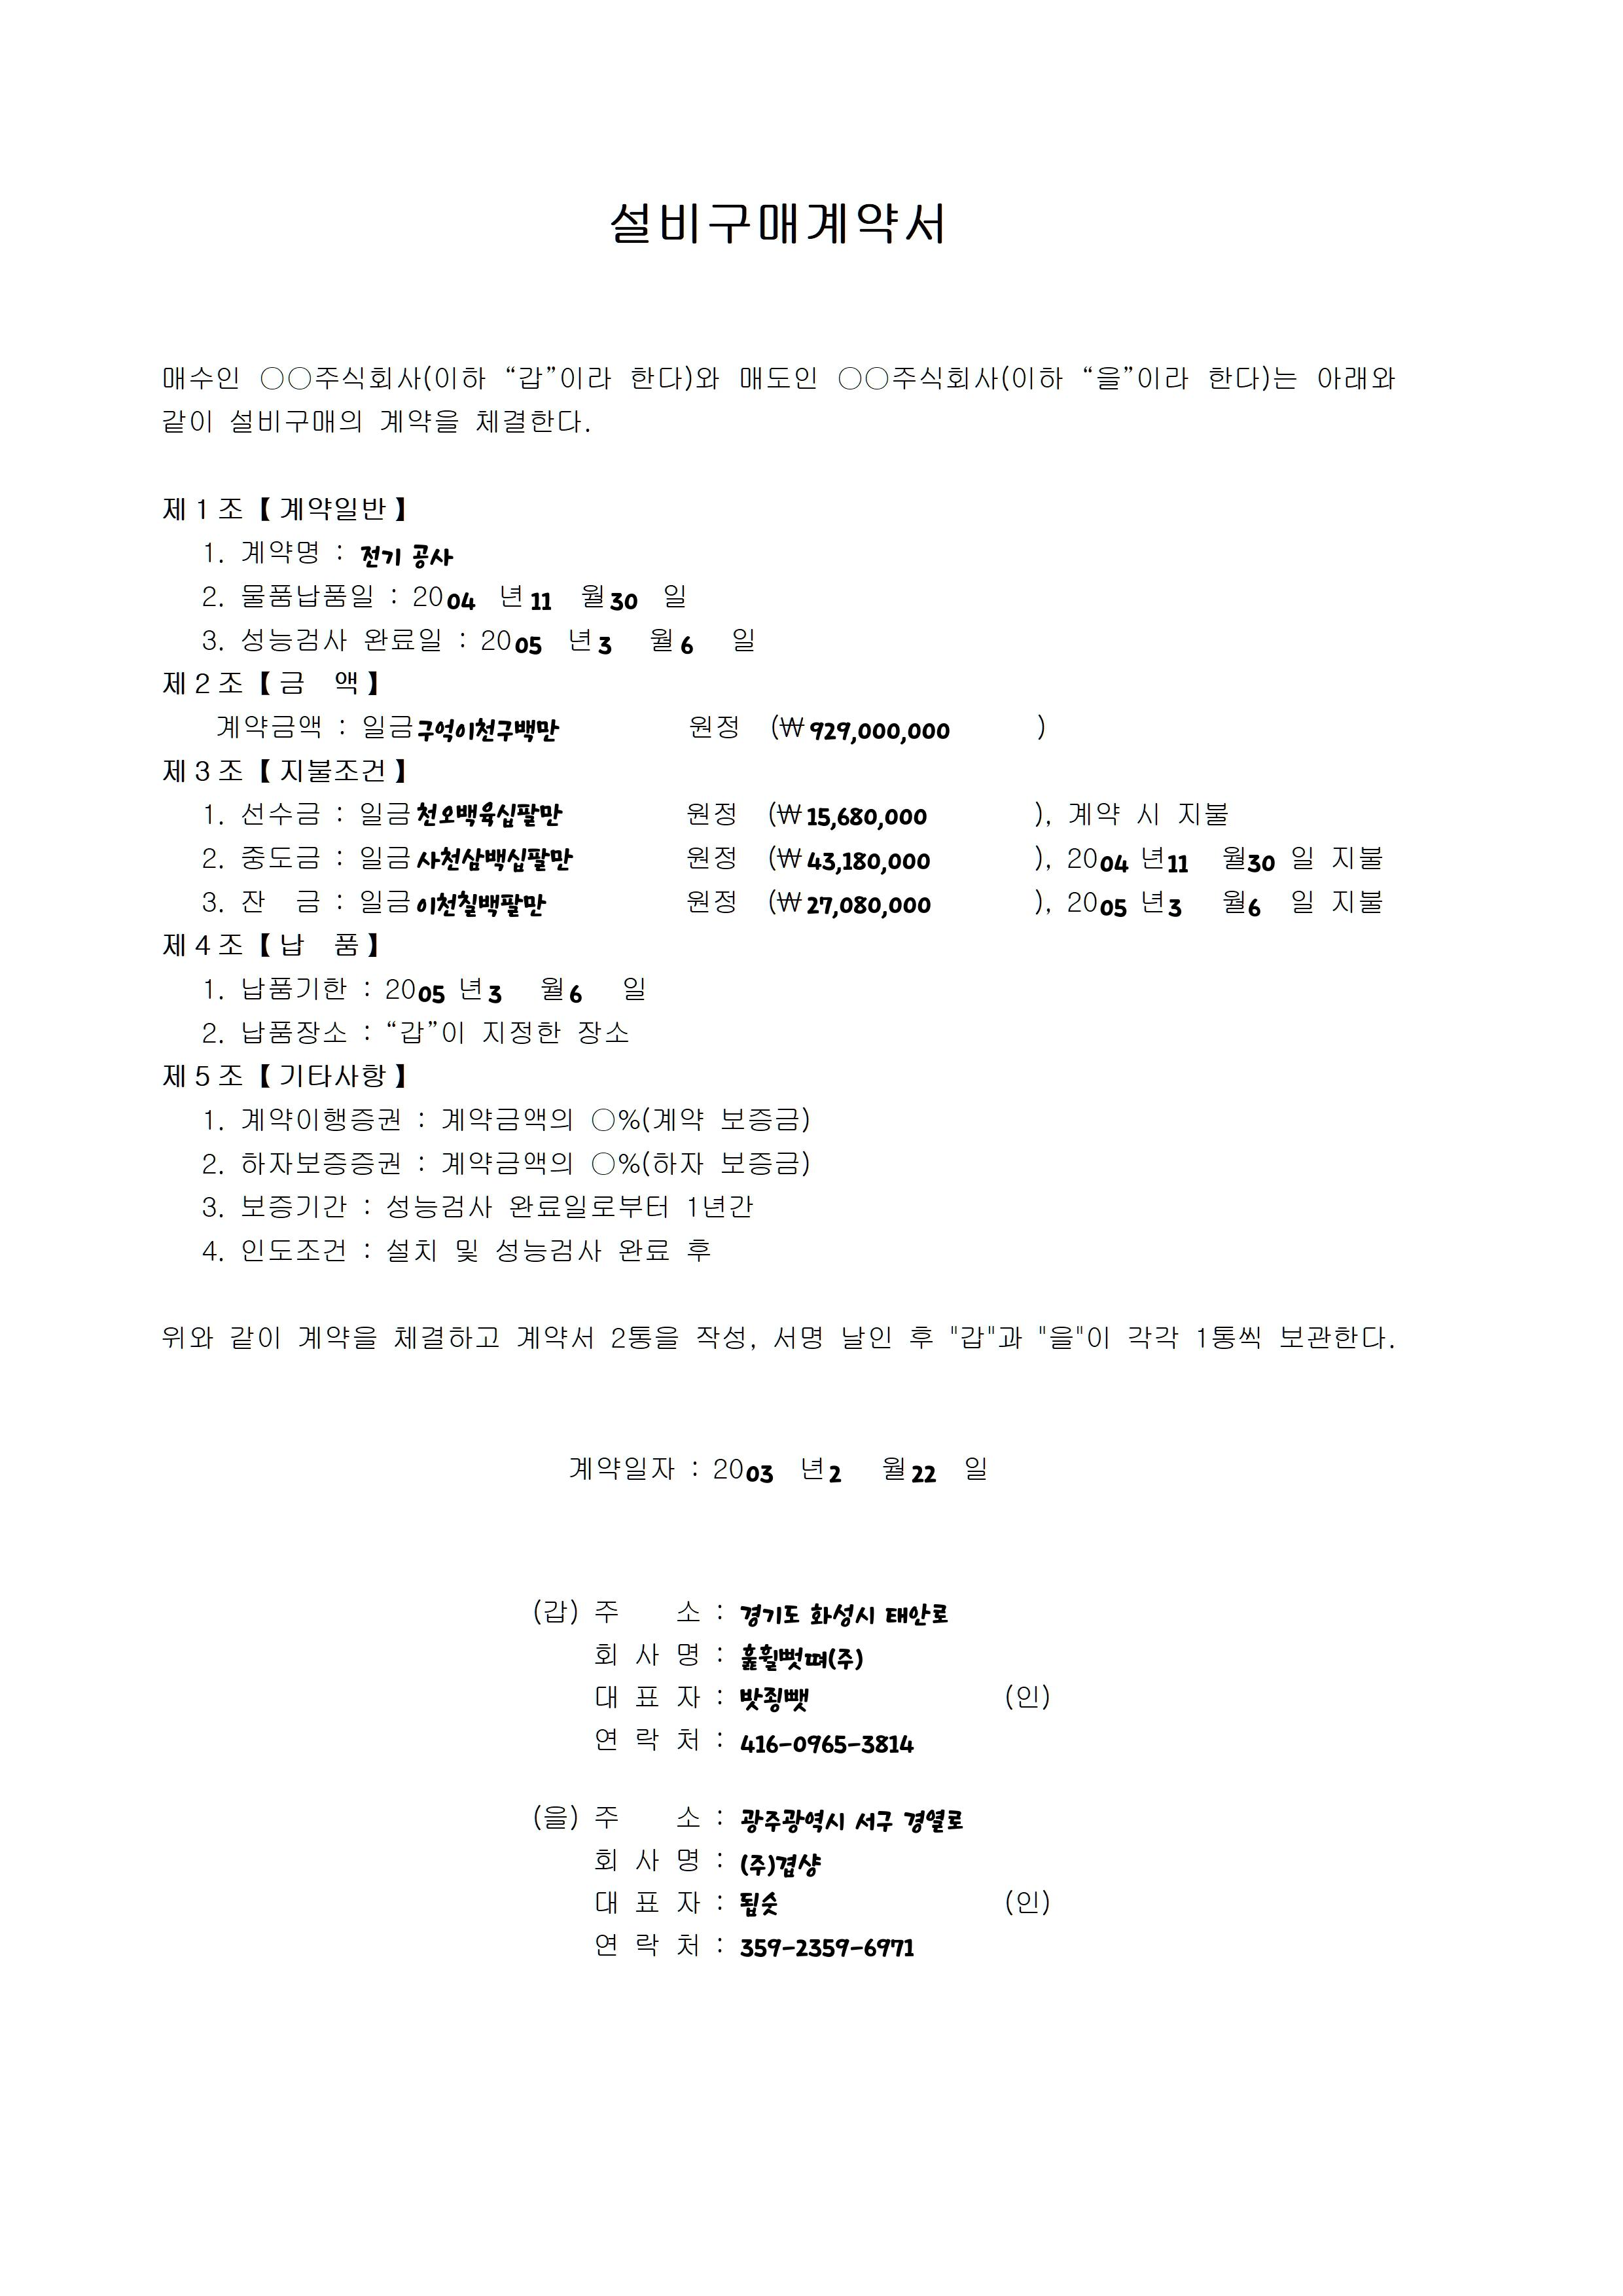 설비구매계약서
매수인 ○○주식회사(이하 “갑”이라 한다)와 매도인 ○○주식회사(이하 “을”이라 한다)는 아래와
같이 설비구매의 계약을 체결한다.
제1조【계약일반】
1. 계약명 : 전기 공사
2. 물품납품일 : 2004 년 11 월 30 일
3. 성능검사 완료일 : 2005 년 3 월 6 일
제2조【금 액】
계약금액 : 일금 구억이천구백만 원정 (₩ 929,000,000 )
제3조【지불조건】
1. 선수금 : 일금 천오백육십팔만 원정 (₩ 15,680,000 ), 계약 시 지불
2. 중도금 : 일금 사천삼백십팔만 원정 (₩ 43,180,000 ), 2004 년 11 월 30 일 지불
3. 잔 금 : 일금 이천칠백팔만 원정 (₩ 27,080,000 ), 2005 년 3 월 6 일 지불
제4조【납 품】
1. 납품기한 : 2005 년 3 월 6 일
2. 납품장소 : “갑”이 지정한 장소
제5조【기타사항】
1. 계약이행증권 : 계약금액의 ○%(계약 보증금)
2. 하자보증증권 : 계약금액의 ○%(하자 보증금)
3. 보증기간 : 성능검사 완료일로부터 1년간
4. 인도조건 : 설치 및 성능검사 완료 후
위와 같이 계약을 체결하고 계약서 2통을 작성, 서명 날인 후 "갑"과 "을"이 각각 1통씩 보관한다.
계약일자 : 2003 년 2 월 22 일
(갑) 주 소 : 경기도 화성시 태안로
회 사 명 :
대 표 자 : (인)
연 락 처 : 416-0965-3814
(을) 주 소 : 광주광역시 서구 경열로
회 사 명 : (주)겹샹
대 표 자 : 됩숫 (인)
연 락 처 : 359-2359-6971